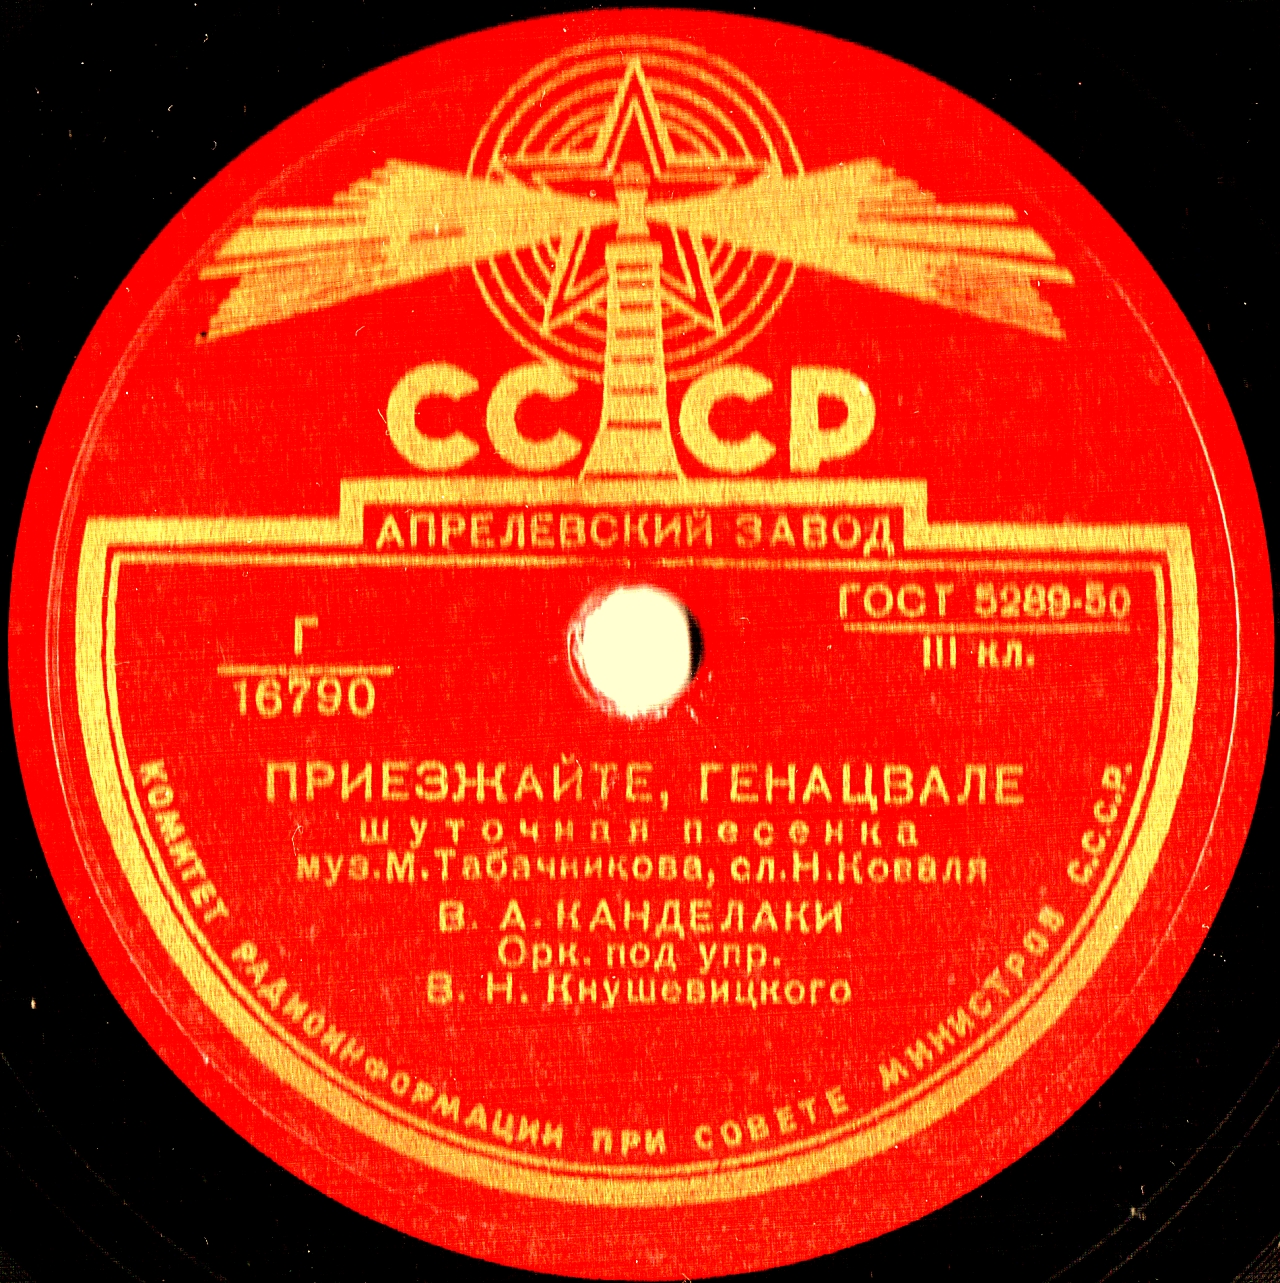 СССР
АПРЕЛЕВСКИЙ ЗАВОД
ГОСТ 5289-50
III кл.
Г
16790
ПРИЕЗЖАЙТЕ, ГЕНАЦВАЛЕ
шуточная песенка
муз.М.Табачникова, сл.Н.Коваля
В. А. КАНДЕЛАКИ
Орк. под упр.
В. Н. Кнушевицкого
КОМИТЕТ РАДИОИНФОРМАЦИИ ПРИ СОВЕТЕ МИНИСТРОВ С.С.С.Р.